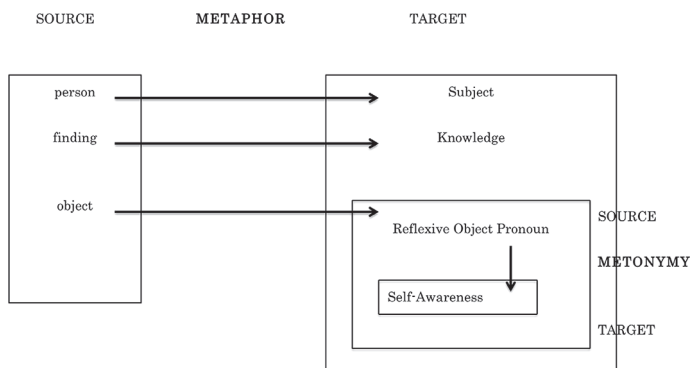 SOURCE METAPHOR TARGET
person Subject
finding Knowledge
object
SOURCE
Reflexive Object Pronoun
METONYMY
Self-Awareness
TARGET